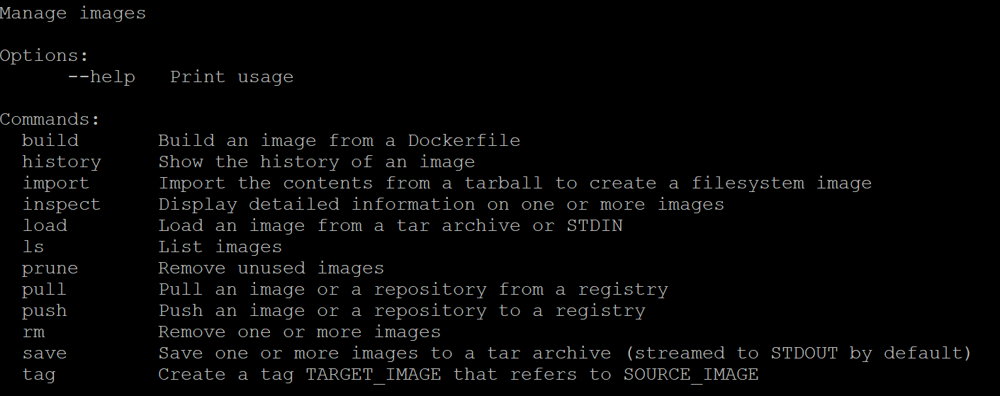 Manage images
Options:
--help   Print usage
Commands:
build       Build an image from a Dockerfile
history     Show the history of an image
import      Import the contents from a tarball to create a filesystem image
inspect     Display detailed information on one or more images
load        Load an image from a tar archive or STDIN
ls          List images
prune       Remove unused images
pull        Pull an image or a repository from a registry
push        Push an image or a repository to a registry
rm          Remove one or more images
save        Save one or more images to a tar archive (streamed to STDOUT by default)
tag         Create a tag TARGET_IMAGE that refers to SOURCE_IMAGE